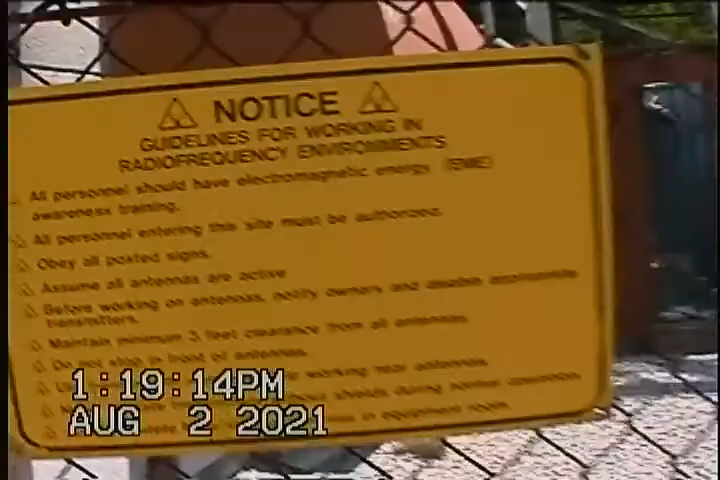 NOTICE
GUIDELINES FOR WORKING IN
RADIOFREQUENCY ENVIRONMENTS
All personnel should have electromagnetic energy (EME)
awareness training.
All personnel entering this site must be authorized.
Obey all posted signs.
Assume all antennas are active
Before working on antennas, notify owners and disable appropriate
transmitters.
Maintain minimum 3 feet clearance from all antennas.
Do not stop in front of antennas.
working near antennas.
shields during normal operation.
in equipment room.
1:19:14PM
AUG 2 2021